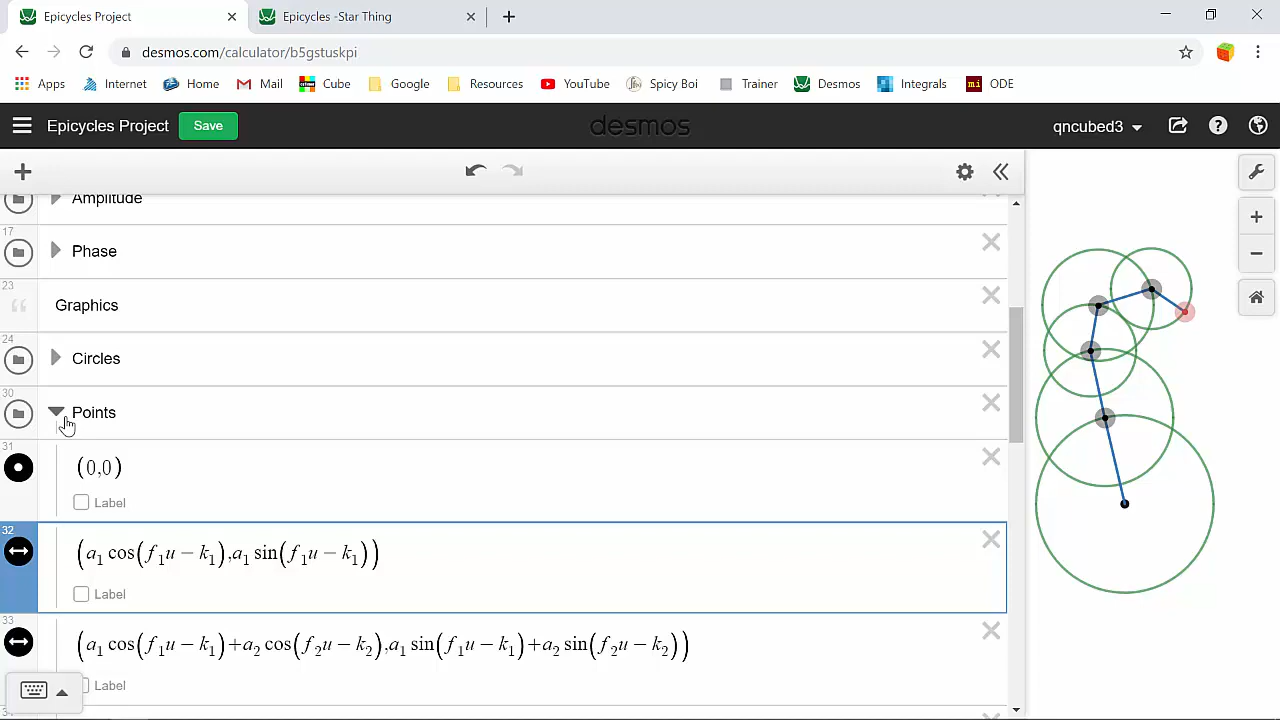 Epicycles Project
Epicycles -Star Thing
desmos.com/calculator/b5gstuskpi
Apps Internet Home Mail Cube Google Resources YouTube Spicy Boi Trainer Desmos Integrals ODE
Epicycles Project Save desmos qncubed3
Amplitude
17
Phase
23
Graphics
24
Circles
30
Points
31
(0,0)
Label
32
(a₁ cos(f₁u − k₁),a₁ sin(f₁u − k₁))
Label
33
(a₁ cos(f₁u − k₁)+a₂ cos(f₂u − k₂),a₁ sin(f₁u − k₁)+a₂ sin(f₂u − k₂))
Label